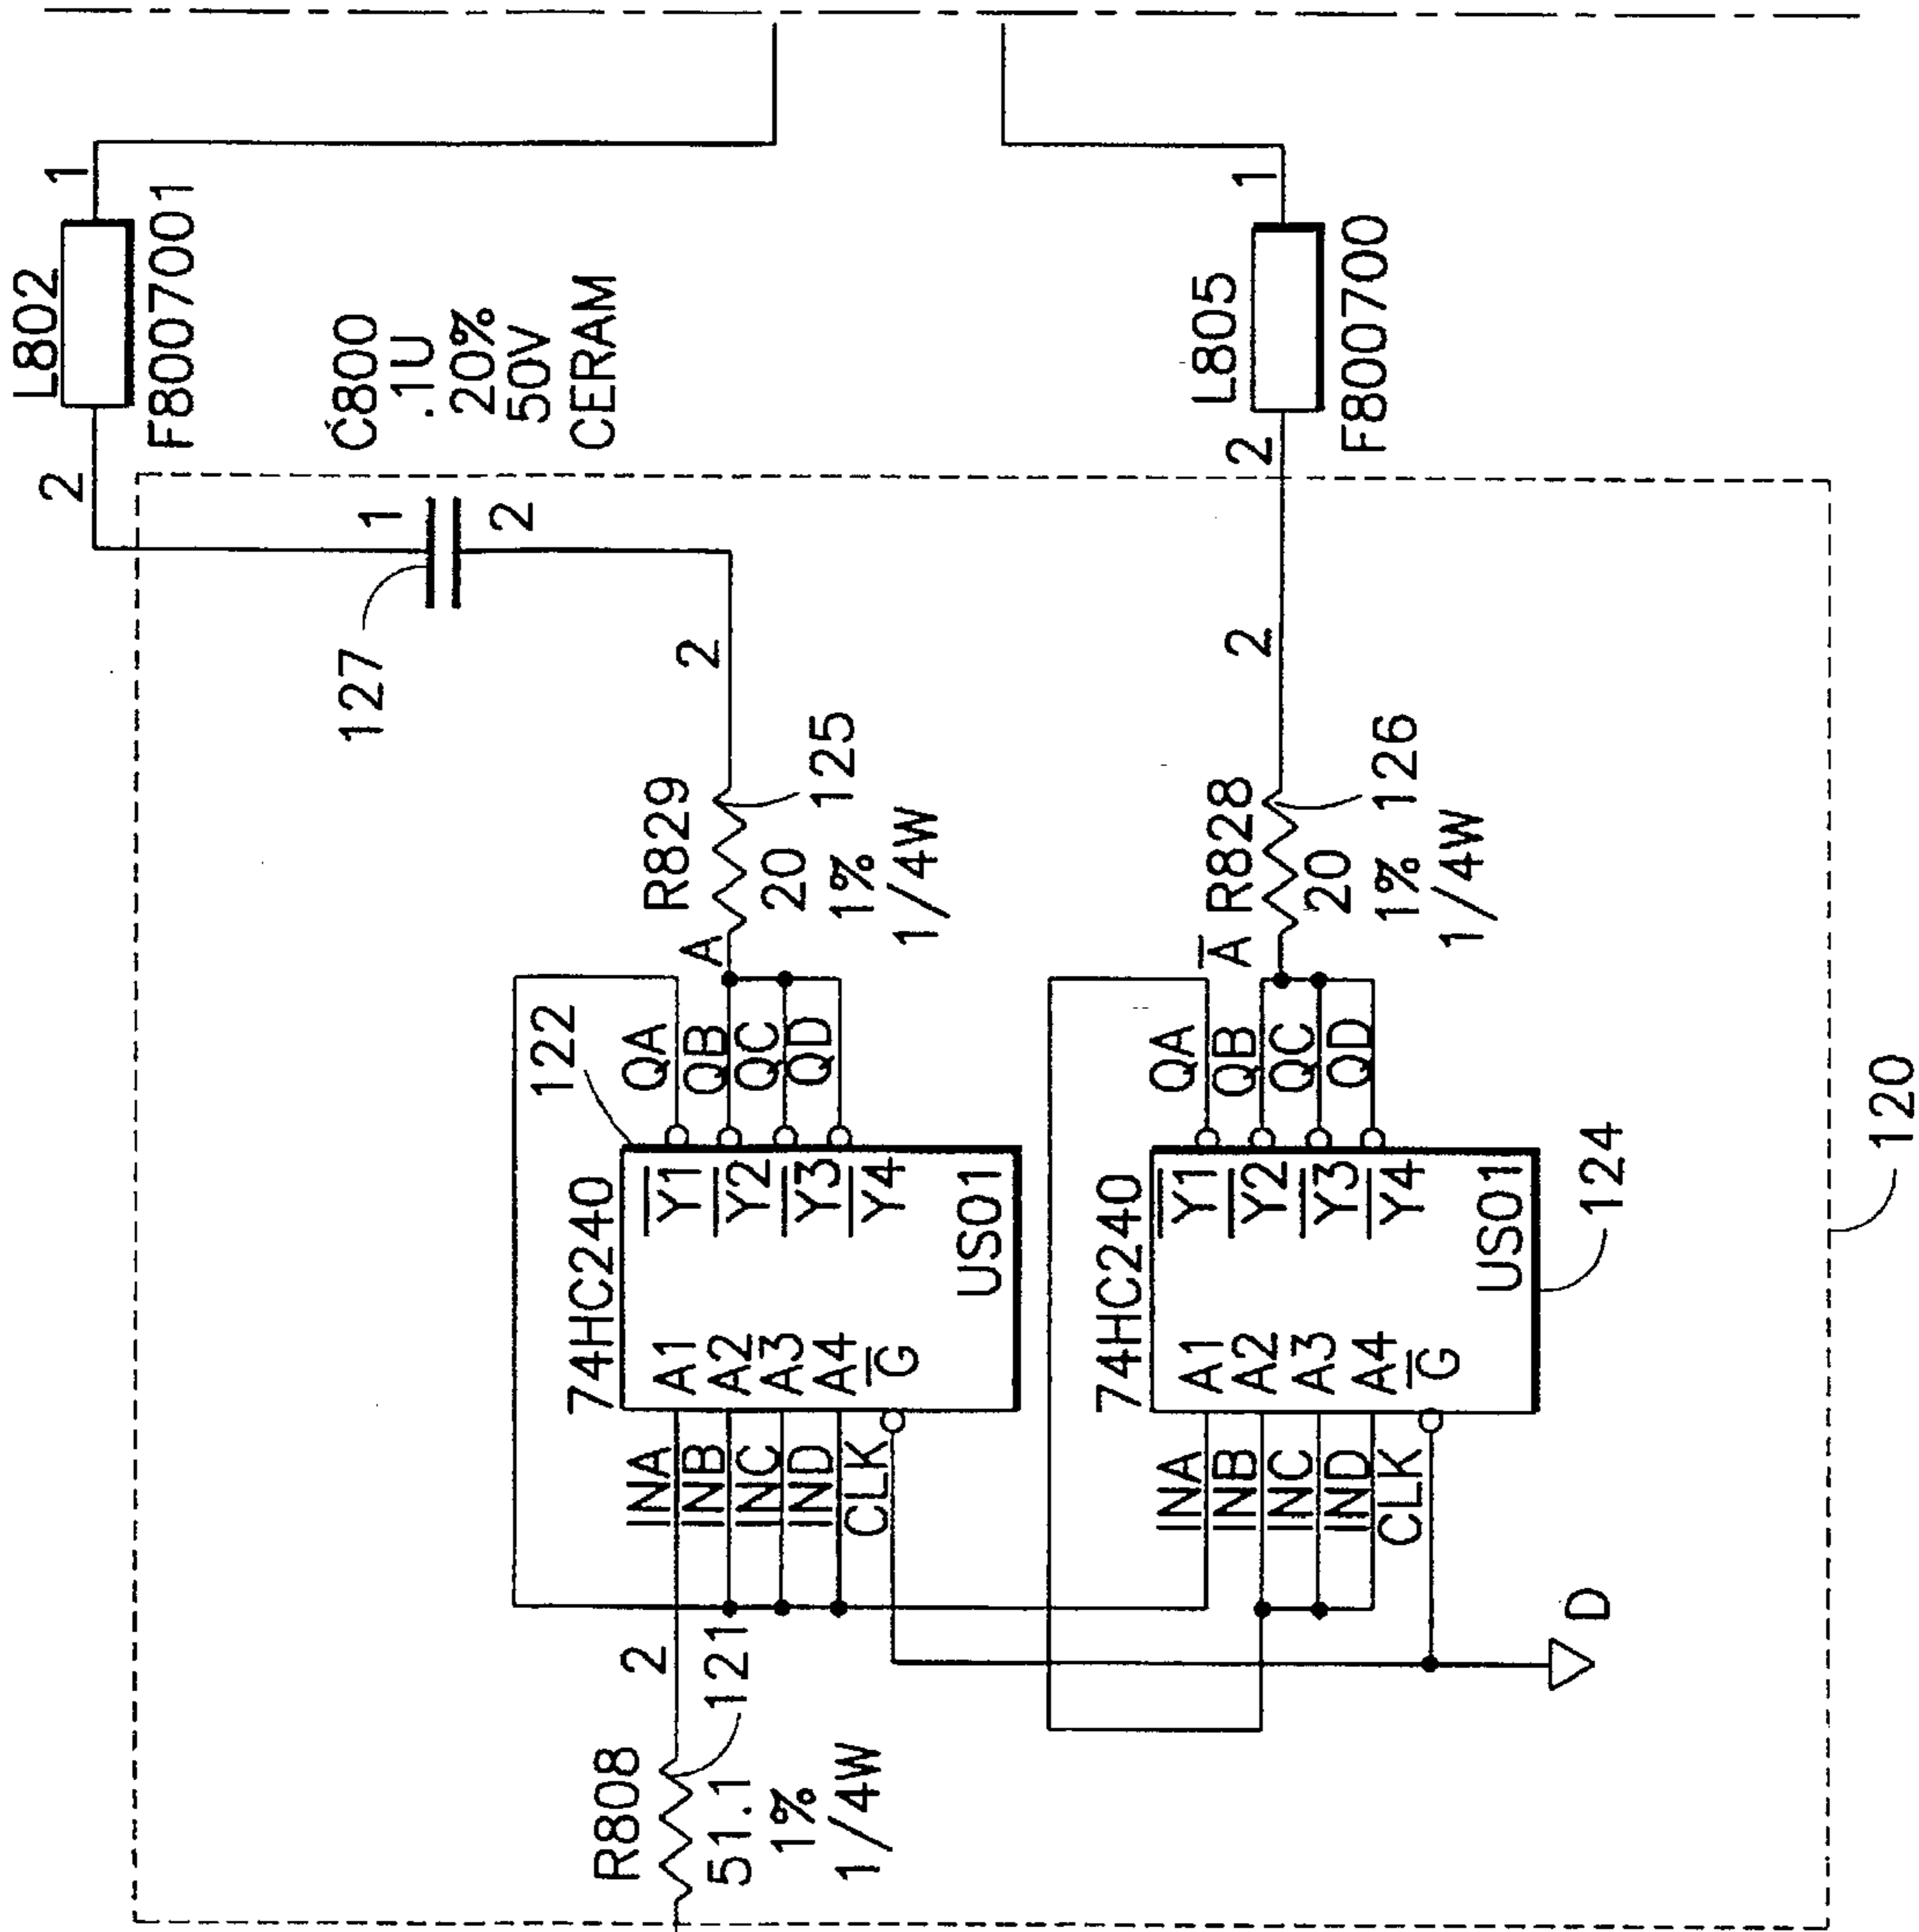 L802
2
1
F8007001
C800
.1U
20%
50V
CERAM
1
2
127
R829
2
A
20
125
1%
1/4W
122
QA
QB
QC
QD
74HC240
A1
Y1
A2
Y2
A3
Y3
A4
Y4
G
US01
INA
INB
INC
IND
CLK
R808
2
51.1
121
1%
1/4W
L805
2
1
F800700
A
R828
2
20
126
1%
1/4W
QA
QB
QC
QD
74HC240
A1
Y1
A2
Y2
A3
Y3
A4
Y4
G
US01
INA
INB
INC
IND
CLK
124
D
120